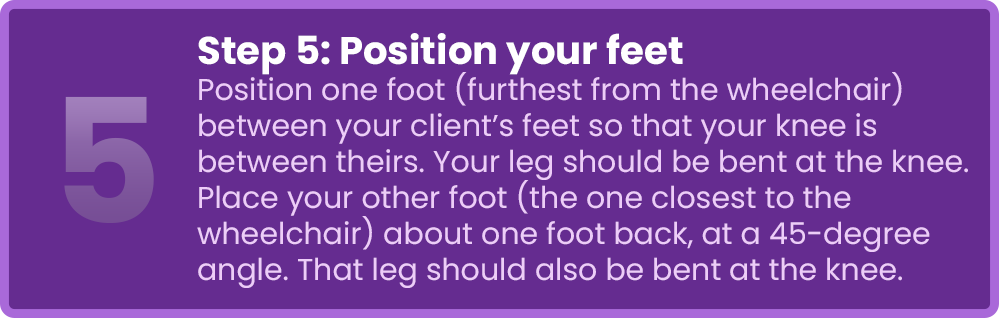 5
Step 5: Position your feet
Position one foot (furthest from the wheelchair)
between your client’s feet so that your knee is
between theirs. Your leg should be bent at the knee.
Place your other foot (the one closest to the
wheelchair) about one foot back, at a 45-degree
angle. That leg should also be bent at the knee.